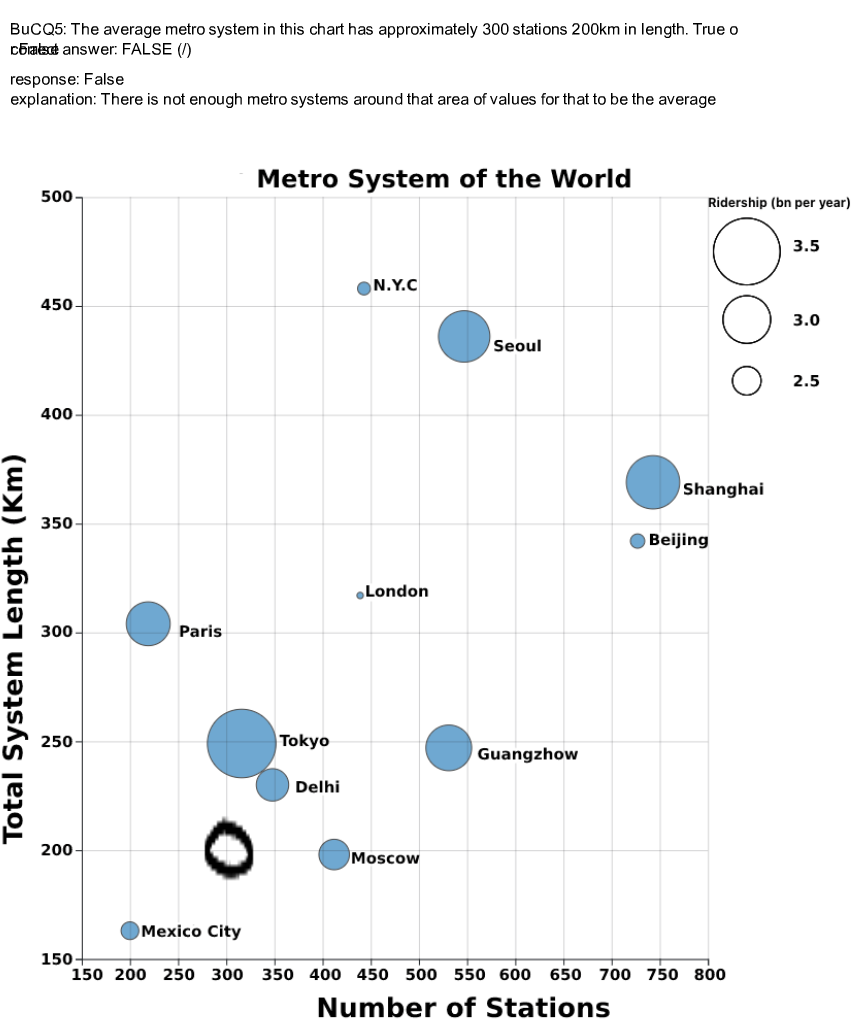 BuCQ5: The average metro system in this chart has approximately 300 stations 200km in length. True o
answer: FALSE (/)
response: False
explanation: There is not enough metro systems around that area of values for that to be the average
Metro System of the World
Ridership (bn per year)
3.5
3.0
2.5
500
450
400
350
300
250
200
150
Total System Length (Km)
N.Y.C
Seoul
Shanghai
Beijing
London
Paris
Tokyo
Guangzhow
Delhi
Moscow
Mexico City
150 200 250 300 350 400 450 500 550 600 650 700 750 800
Number of Stations